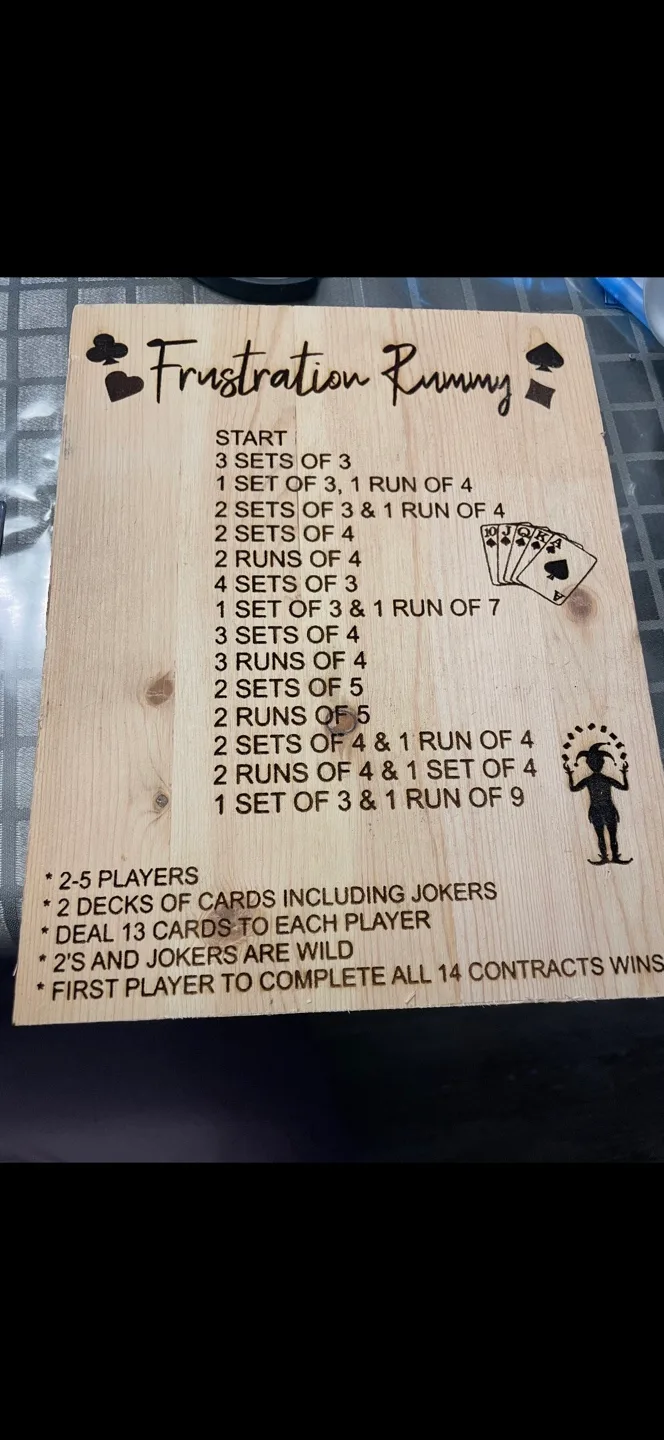 Frustration Rummy
START
3 SETS OF 3
1 SET OF 3, 1 RUN OF 4
2 SETS OF 3 & 1 RUN OF 4
2 SETS OF 4
2 RUNS OF 4
4 SETS OF 3
1 SET OF 3 & 1 RUN OF 7
3 SETS OF 4
3 RUNS OF 4
2 SETS OF 5
2 RUNS OF 5
2 SETS OF 4 & 1 RUN OF 4
2 RUNS OF 4 & 1 SET OF 4
1 SET OF 3 & 1 RUN OF 9
10 J Q K A
A
* 2-5 PLAYERS
* 2 DECKS OF CARDS INCLUDING JOKERS
* DEAL 13 CARDS TO EACH PLAYER
* 2'S AND JOKERS ARE WILD
* FIRST PLAYER TO COMPLETE ALL 14 CONTRACTS WINS